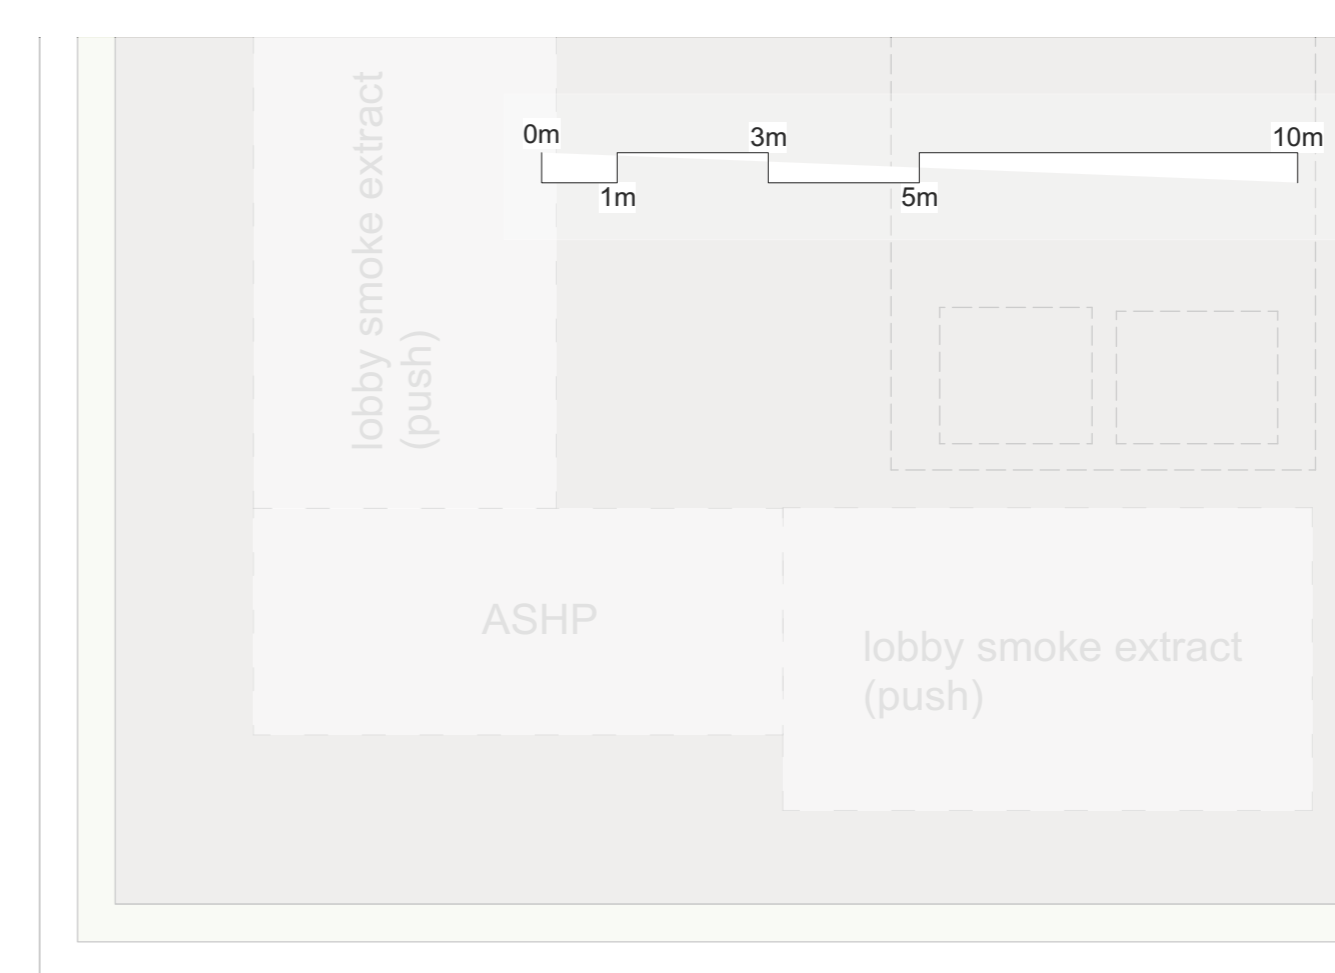 lobby smoke extract
(push)
0m
3m
10m
1m
5m
ASHP
lobby smoke extract
(push)